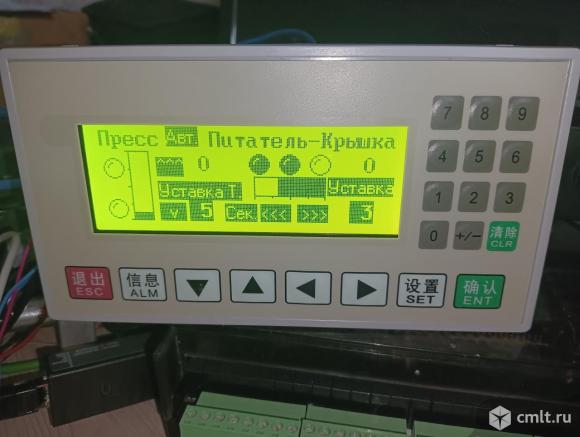 Пресс Авт Питатель-Крышка
^^^ 0 0
Уставка Т. Уставка
v 5 Сек <<< >>> 3
7 8 9
4 5 6
1 2 3
0 +/- 清除 CLR
退出 ESC 信息 ALM ▼ ▲ ◀ ▶ 设置 SET 确认 ENT
cmlt.ru